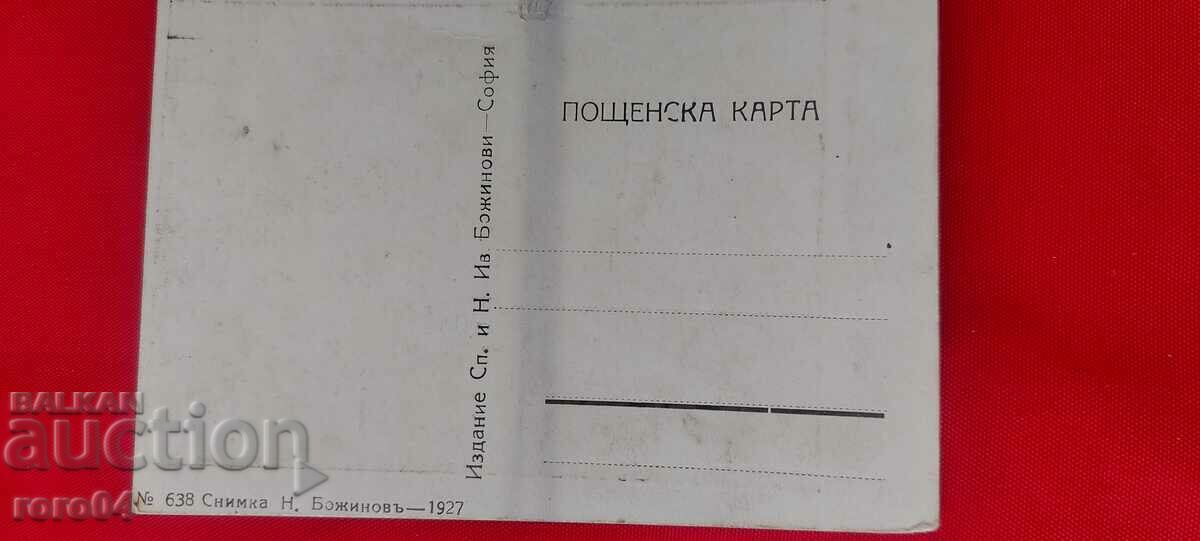 ПОЩЕНСКА КАРТА
Издание Сп. и Н. Ив. Божинови—София
№ 638 Снимка Н. Божиновъ—1927
BALKAN
auction
roro04